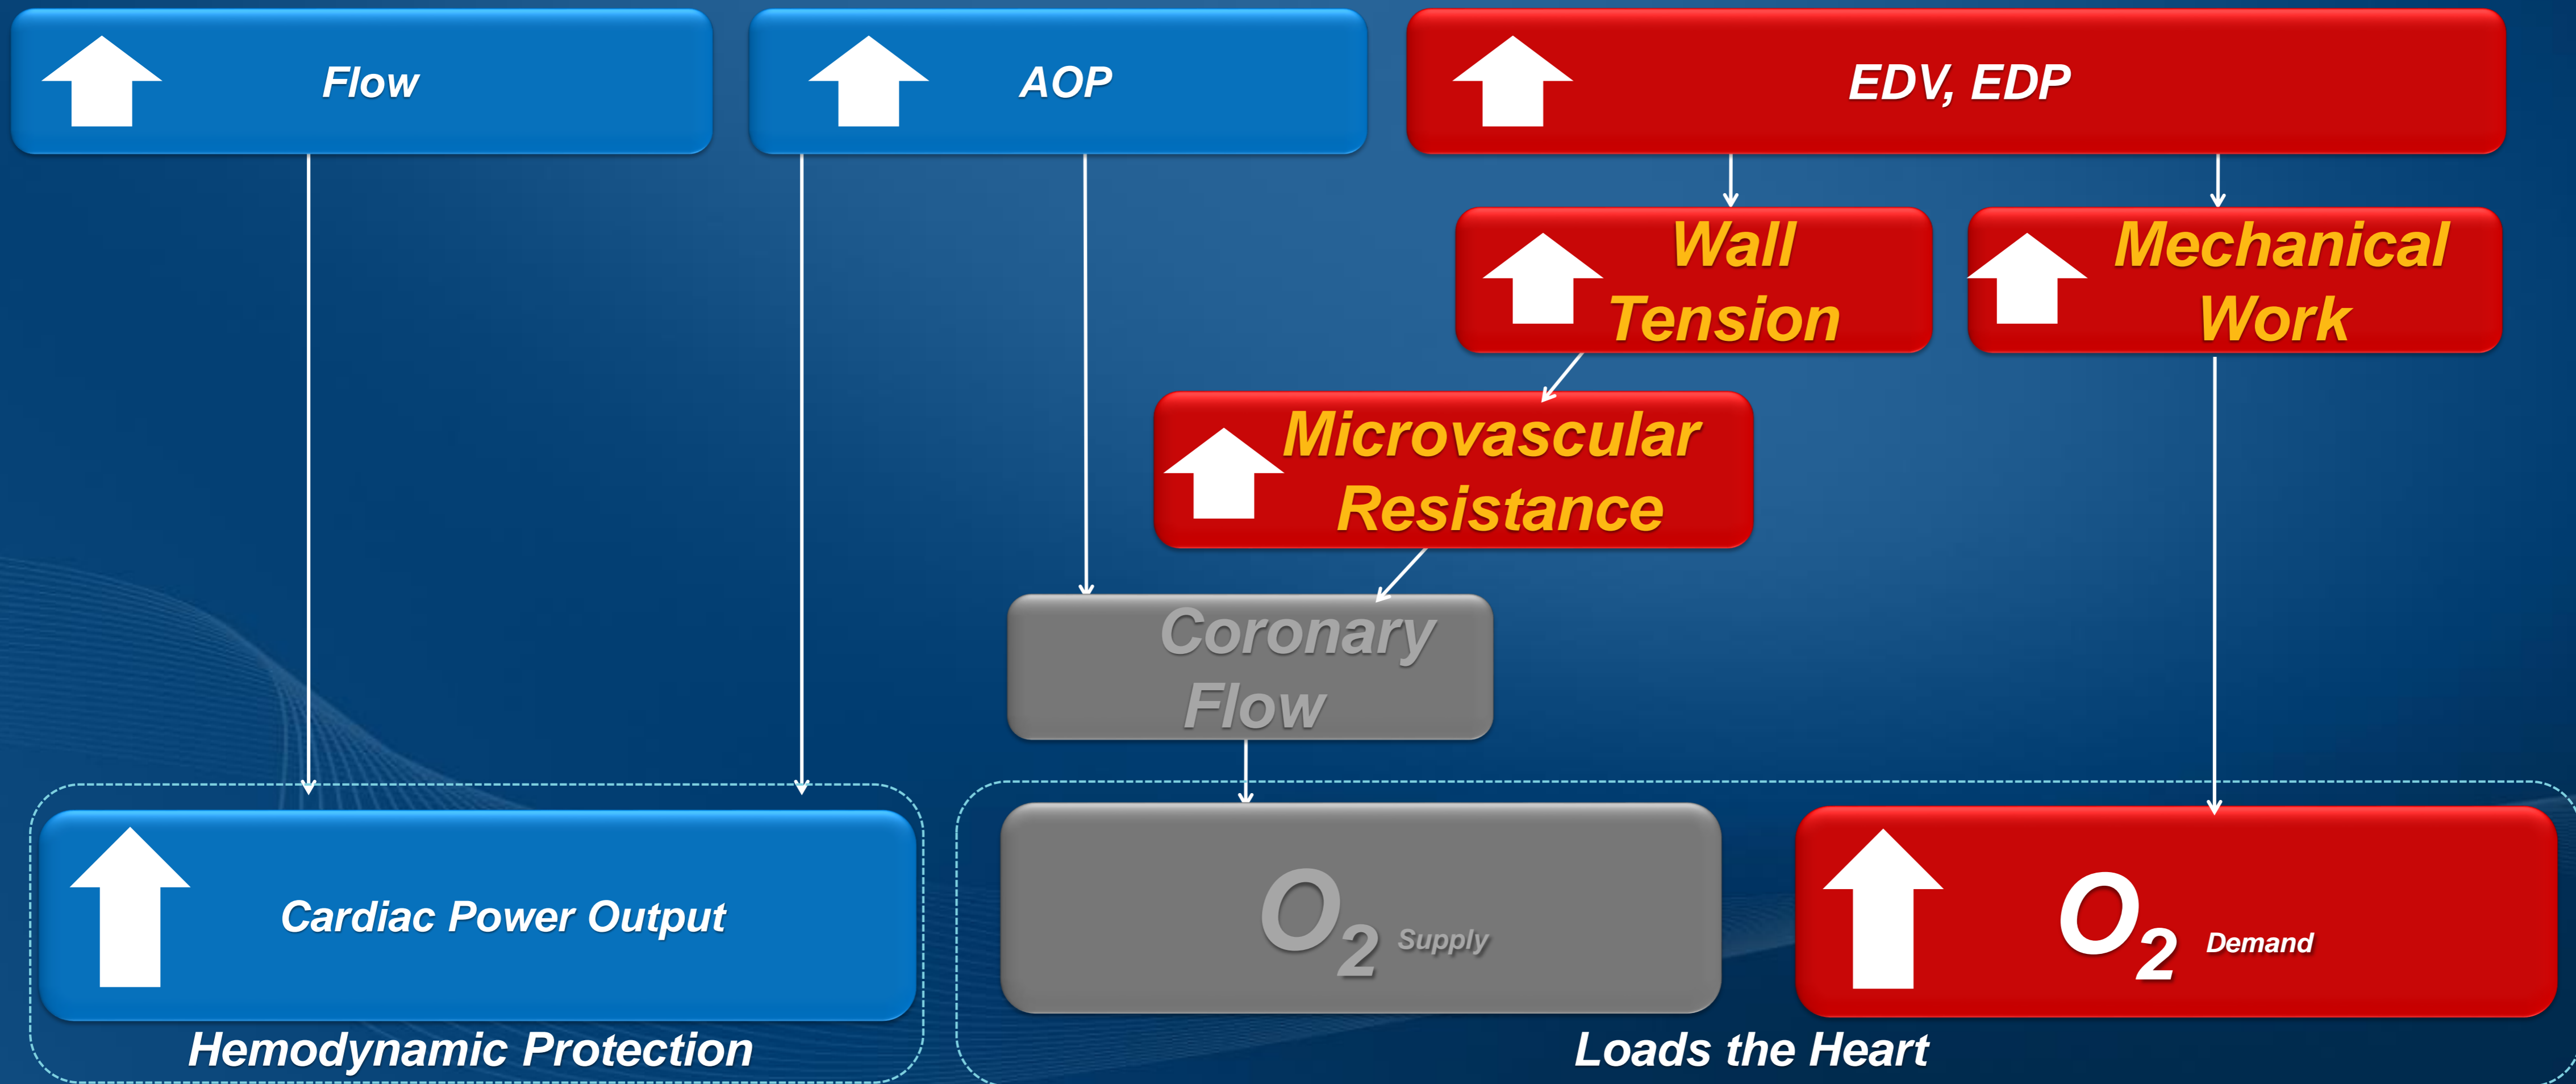 Flow
AOP
EDV, EDP
Wall
Tension
Mechanical
Work
Microvascular
Resistance
Coronary
Flow
Cardiac Power Output
O2 Supply
O2 Demand
Hemodynamic Protection
Loads the Heart